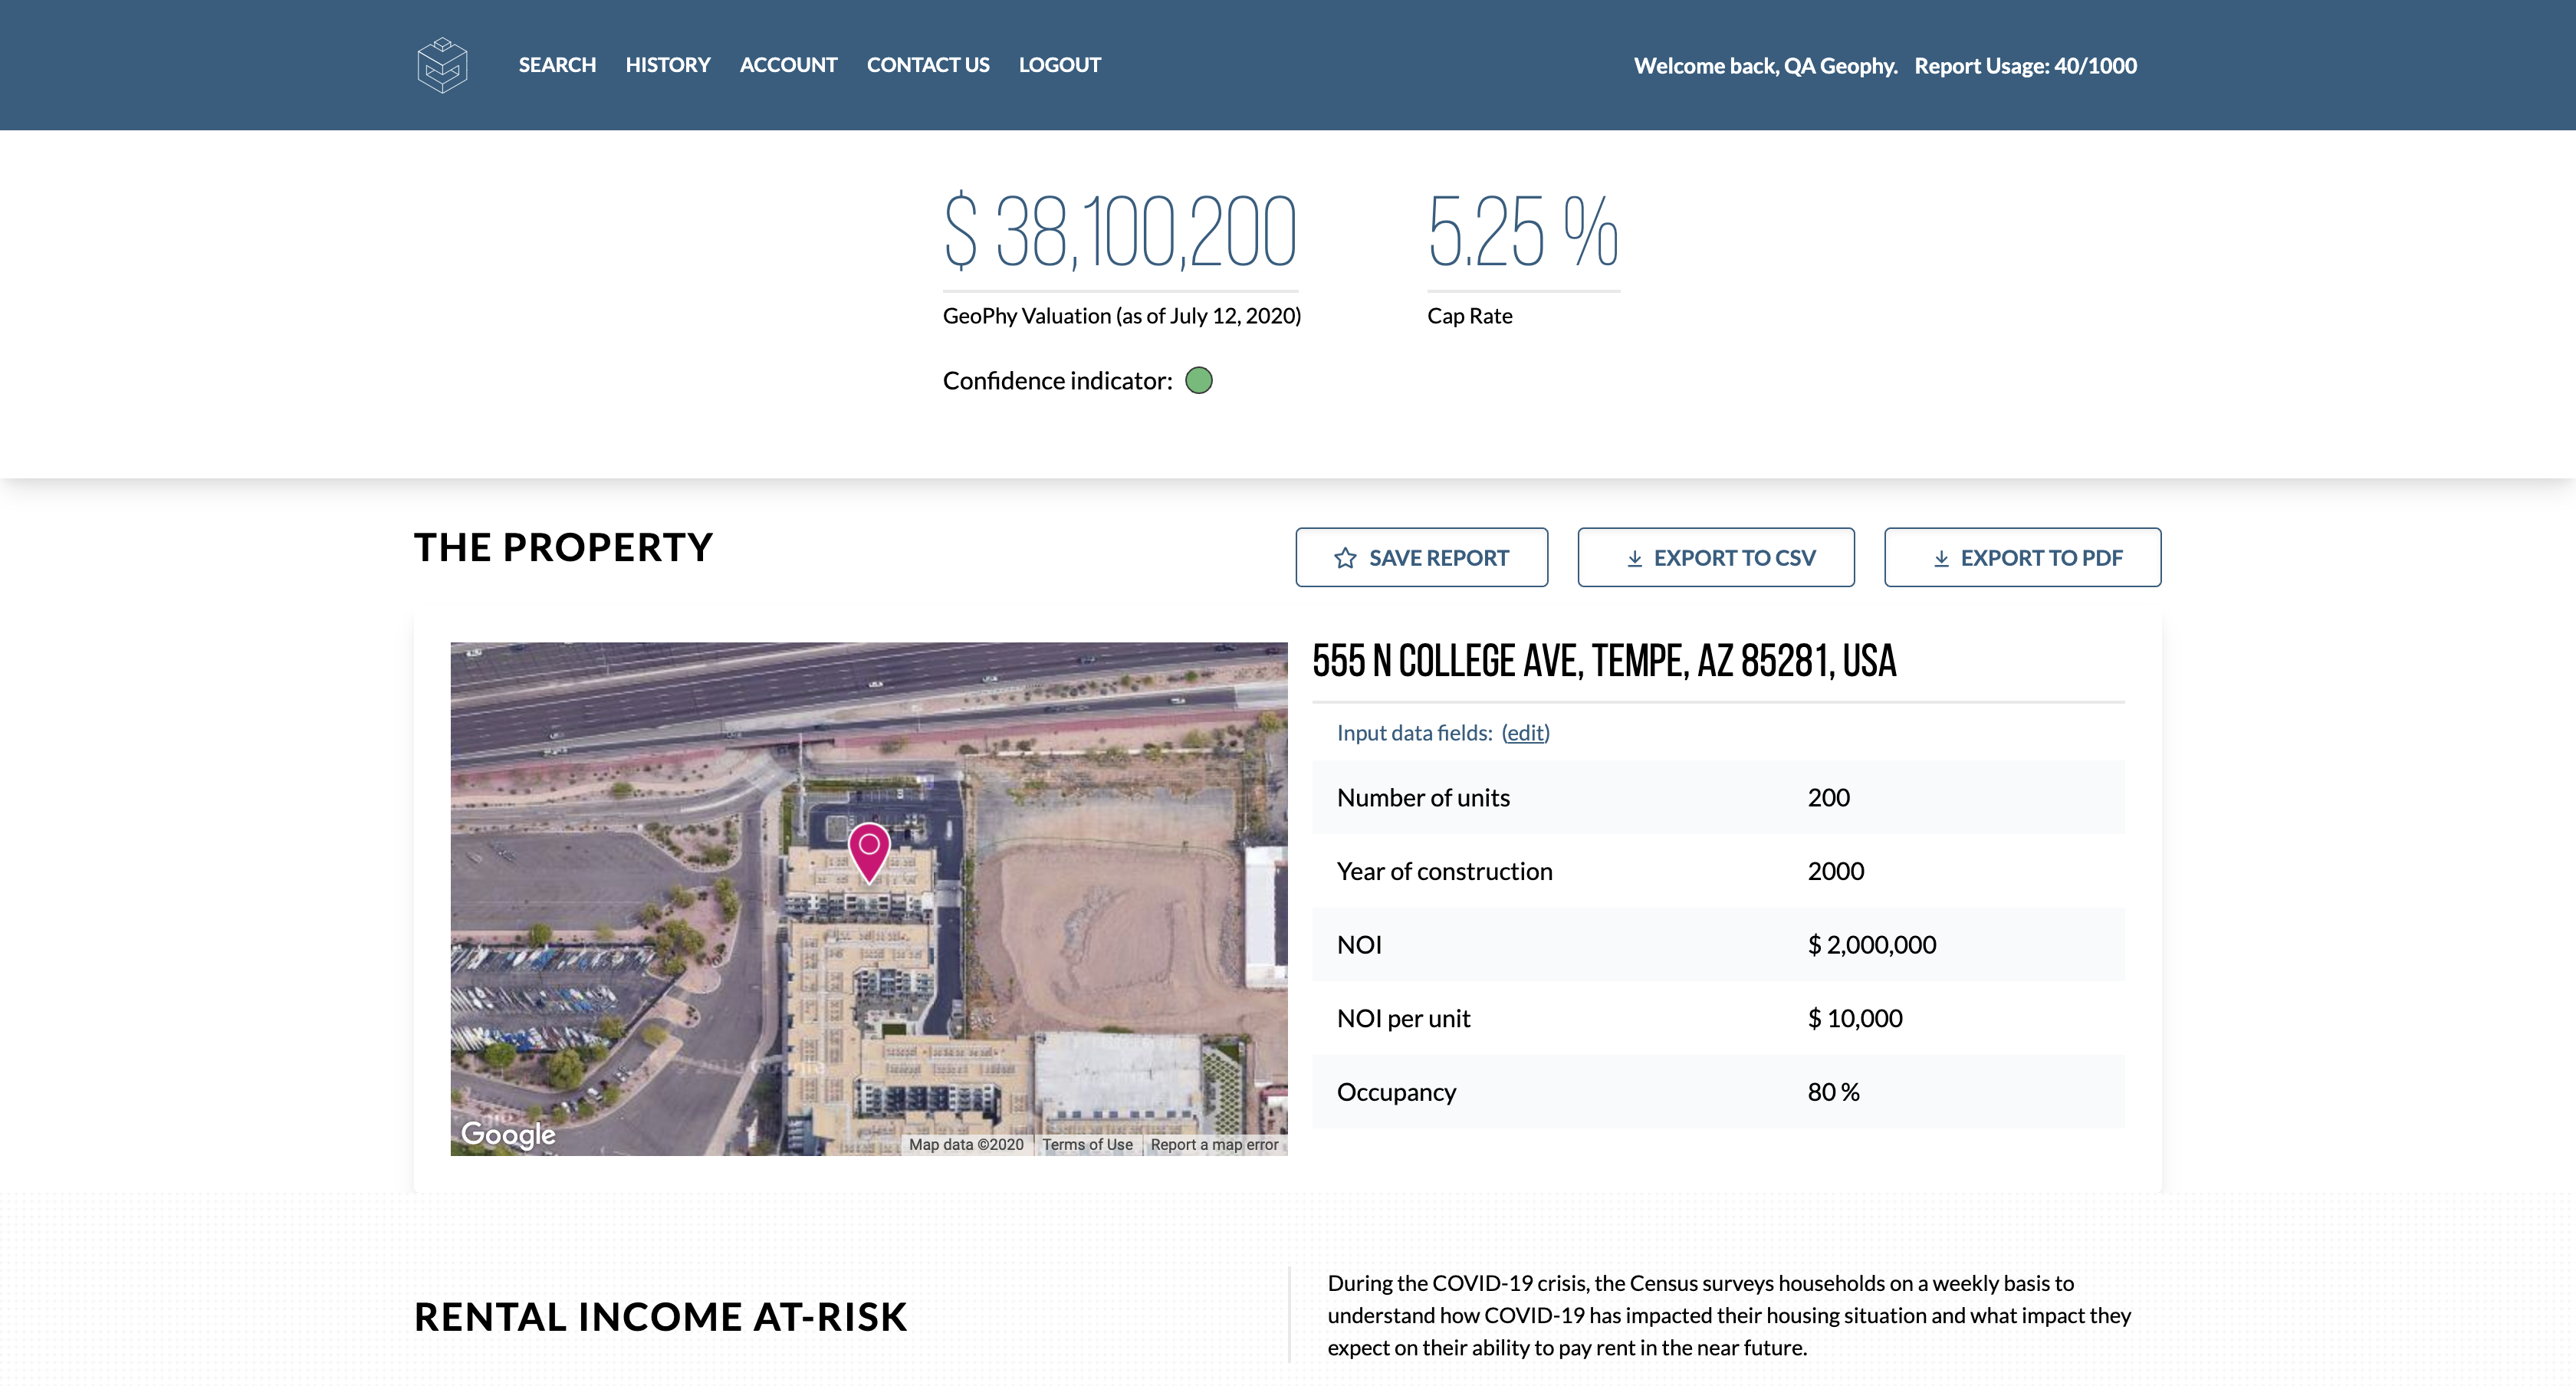 SEARCH HISTORY ACCOUNT CONTACT US LOGOUT
Welcome back, QA Geophy. Report Usage: 40/1000
$ 38,100,200
GeoPhy Valuation (as of July 12, 2020)
5.25 %
Cap Rate
Confidence indicator:
THE PROPERTY
SAVE REPORT
EXPORT TO CSV
EXPORT TO PDF
Google
Map data ©2020 Terms of Use Report a map error
555 N COLLEGE AVE, TEMPE, AZ 85281, USA
Input data fields: (edit)
Number of units 200
Year of construction 2000
NOI $ 2,000,000
NOI per unit $ 10,000
Occupancy 80 %
RENTAL INCOME AT-RISK
During the COVID-19 crisis, the Census surveys households on a weekly basis to
understand how COVID-19 has impacted their housing situation and what impact they
expect on their ability to pay rent in the near future.